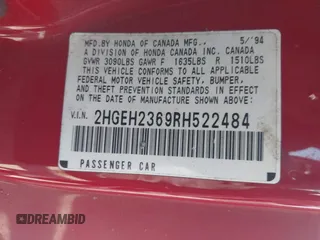 MFD. BY HONDA OF CANADA MFG., 5/'94
A DIVISION OF HONDA CANADA INC. CANADA
GVWR 3090LBS GAWR F 1635LBS R 1510LBS
THIS VEHICLE CONFORMS TO ALL APPLICABLE
FEDERAL MOTOR VEHICLE SAFETY, BUMPER,
AND THEFT PREVENTION STANDARDS IN EFFECT
ON THE DATE OF MANUFACTURE SHOWN ABOVE.
V.I.N. 2HGEH2369RH522484
PASSENGER CAR
DREAMBID